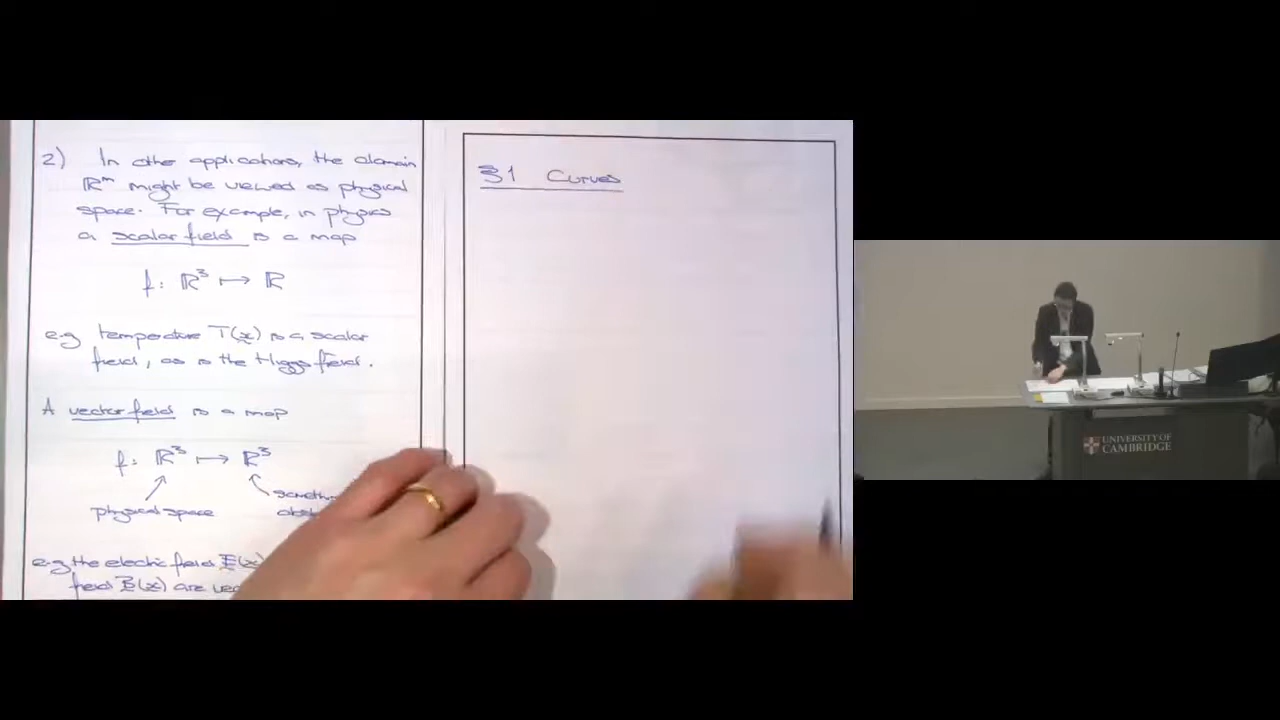 2) In other applications, the domain
ℝᵐ might be viewed as physical
space. For example, in physics
a scalar field is a map
f: ℝ³ ↦ ℝ
e.g temperature T(x) is a scalar
field, as is the Higgs field.
A vector field is a map
f: ℝ³ ↦ ℝ³
physical space
e.g. the electric field E(x)
field B(x) are
§1 Curves
UNIVERSITY OF
CAMBRIDGE